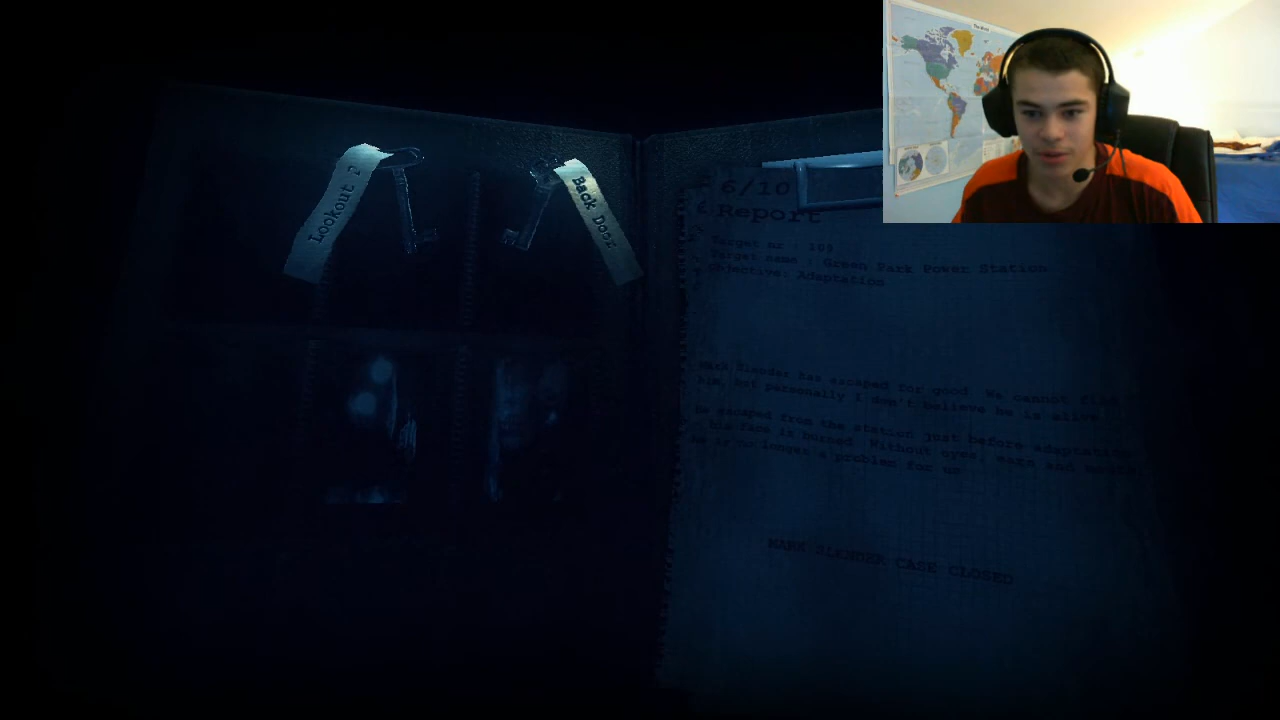 Lookout 2
Back Door
6/10
Report
Target nr : 103
Target name : Green Park Power Station
Objective: Adaptation
Mark Slender has escaped for good. We cannot find
him, but personally I don't believe he is alive.
He escaped from the station just before adaptation
his face is burned. Without eyes, ears and mouth
he is no longer a problem for us.
MARK SLENDER CASE CLOSED